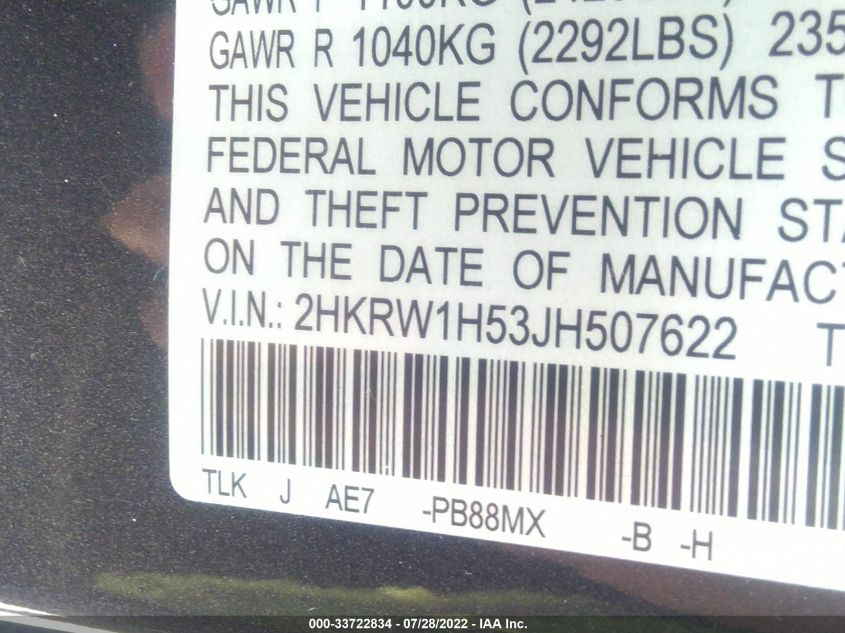 GAWR R 1040KG (2292LBS) 235
THIS VEHICLE CONFORMS T
FEDERAL MOTOR VEHICLE S
AND THEFT PREVENTION STA
ON THE DATE OF MANUFACT
V.I.N.: 2HKRW1H53JH507622 T
TLK J AE7 -PB88MX -B -H
000-33722834 - 07/28/2022 - IAA Inc.